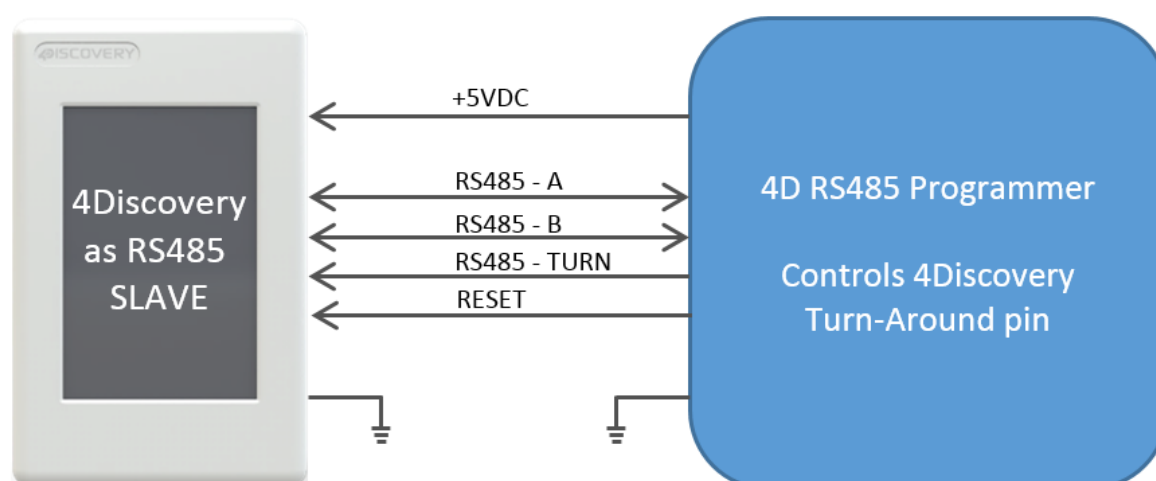 4DISCOVERY
4Discovery
as RS485
SLAVE
+5VDC
RS485 - A
RS485 - B
RS485 - TURN
RESET
4D RS485 Programmer
Controls 4Discovery
Turn-Around pin